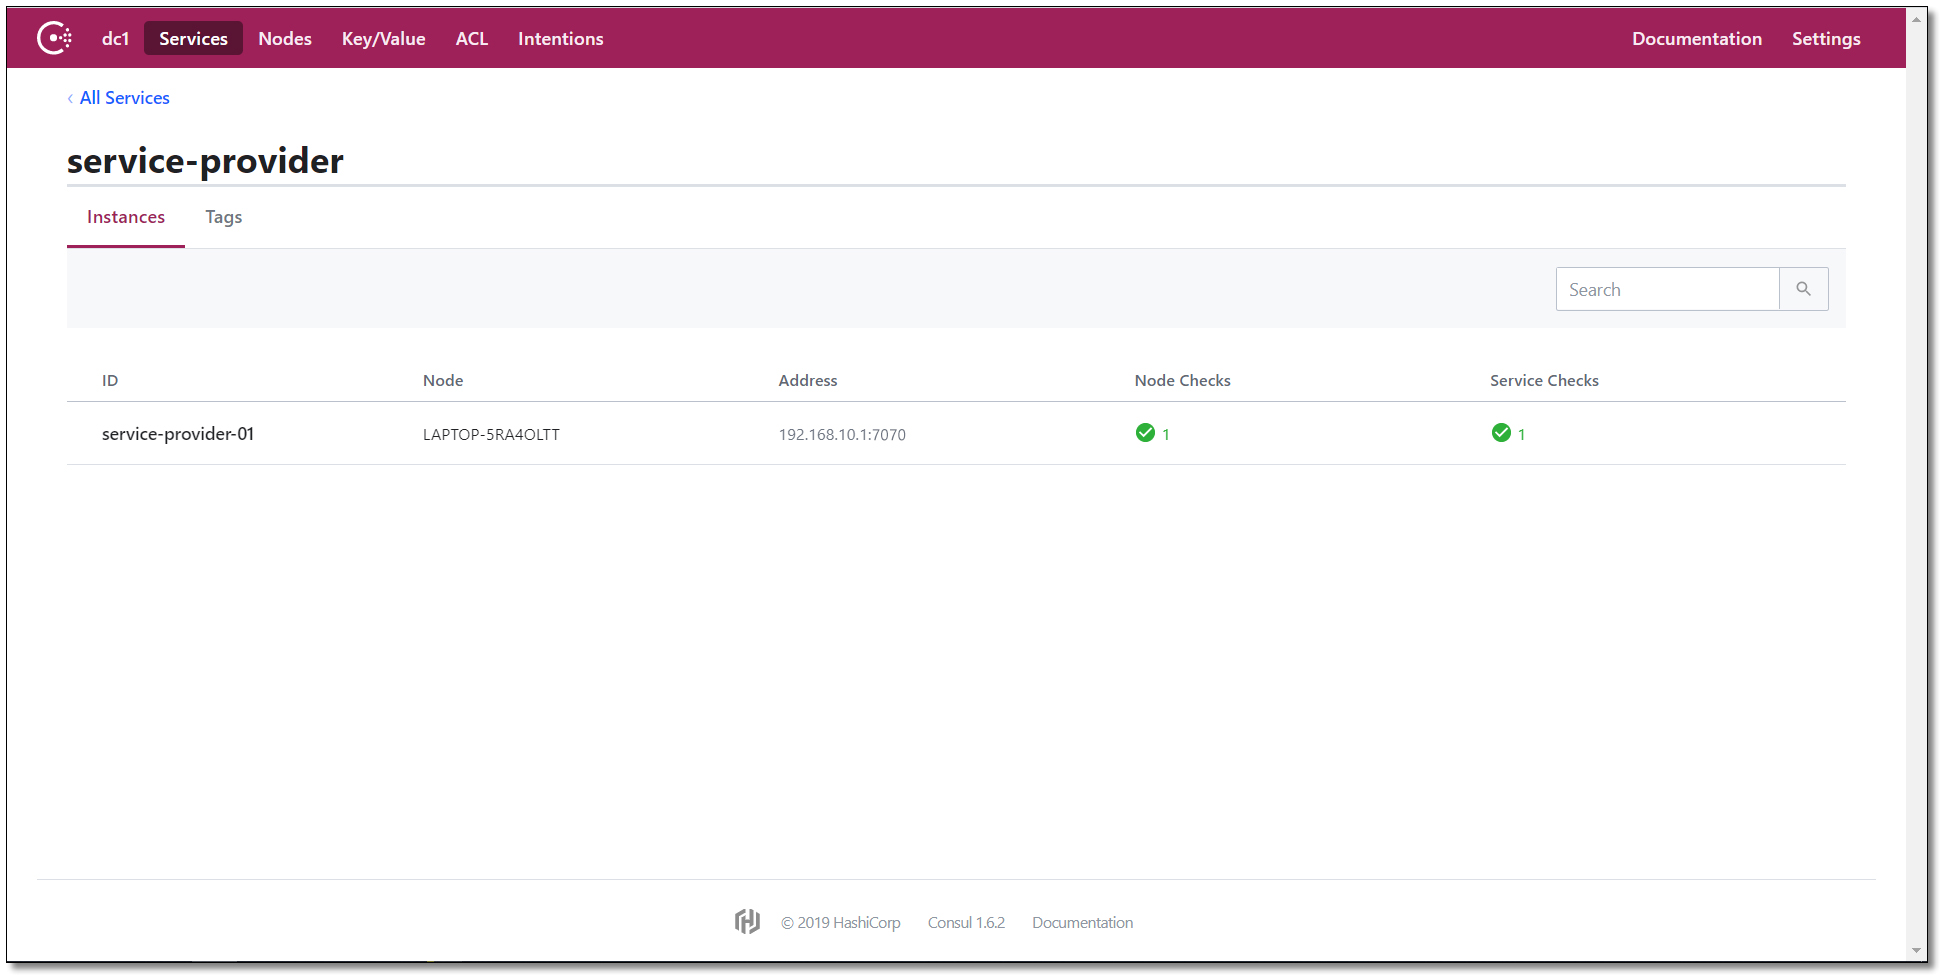 dc1 Services Nodes Key/Value ACL Intentions Documentation Settings
‹ All Services
service-provider
Instances Tags
Search
ID Node Address Node Checks Service Checks
service-provider-01 LAPTOP-5RA4OLTT 192.168.10.1:7070 1 1
© 2019 HashiCorp Consul 1.6.2 Documentation